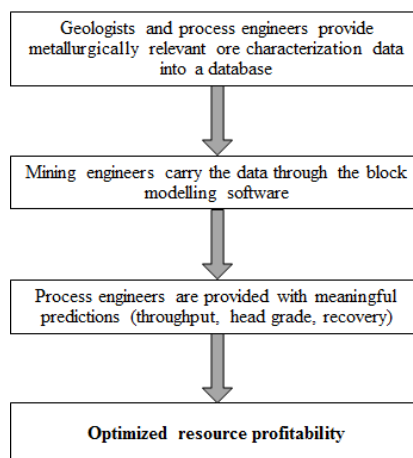 Geologists and process engineers provide
metallurgically relevant ore characterization data
into a database
Mining engineers carry the data through the block
modelling software
Process engineers are provided with meaningful
predictions (throughput, head grade, recovery)
Optimized resource profitability